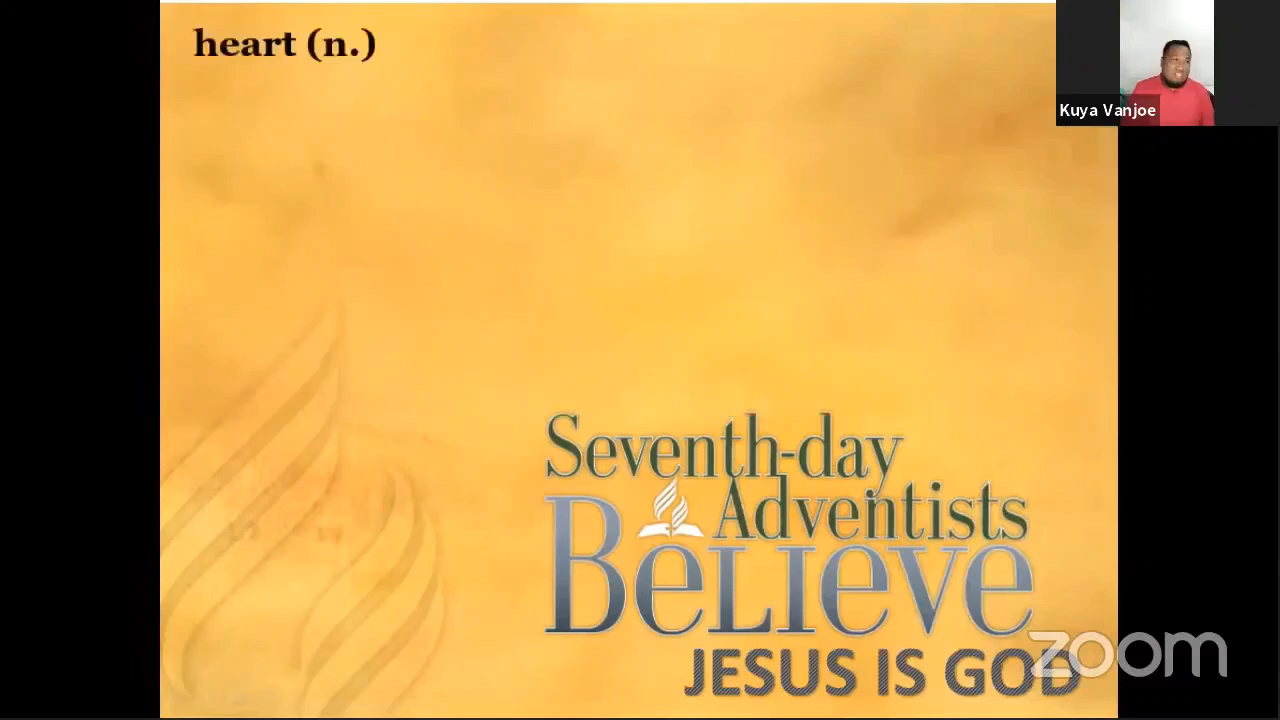 heart (n.)
Kuya Vanjoe
Seventh-day
Adventists
BeLIeve
JESUS IS GOD
zoom